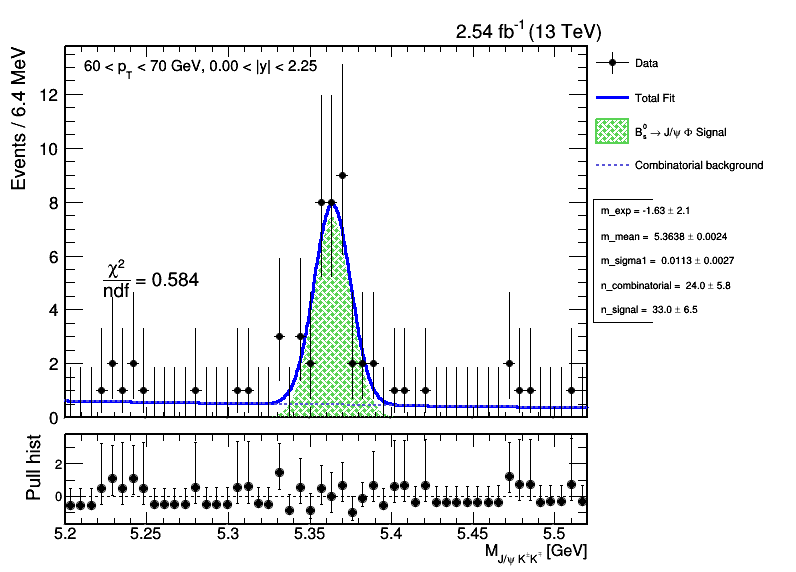 2.54 fb⁻¹ (13 TeV)
60 < p_T < 70 GeV, 0.00 < |y| < 2.25
Events / 6.4 MeV
12
10
8
6
4
2
0
χ²/ndf = 0.584
Data
Total Fit
B_s^0 → J/ψ Φ Signal
Combinatorial background
m_exp = -1.63 ± 2.1
m_mean = 5.3638 ± 0.0024
m_sigma1 = 0.0113 ± 0.0027
n_combinatorial = 24.0 ± 5.8
n_signal = 33.0 ± 6.5
Pull hist
2
0
5.2 5.25 5.3 5.35 5.4 5.45 5.5
M_{J/ψ K^±K^∓} [GeV]